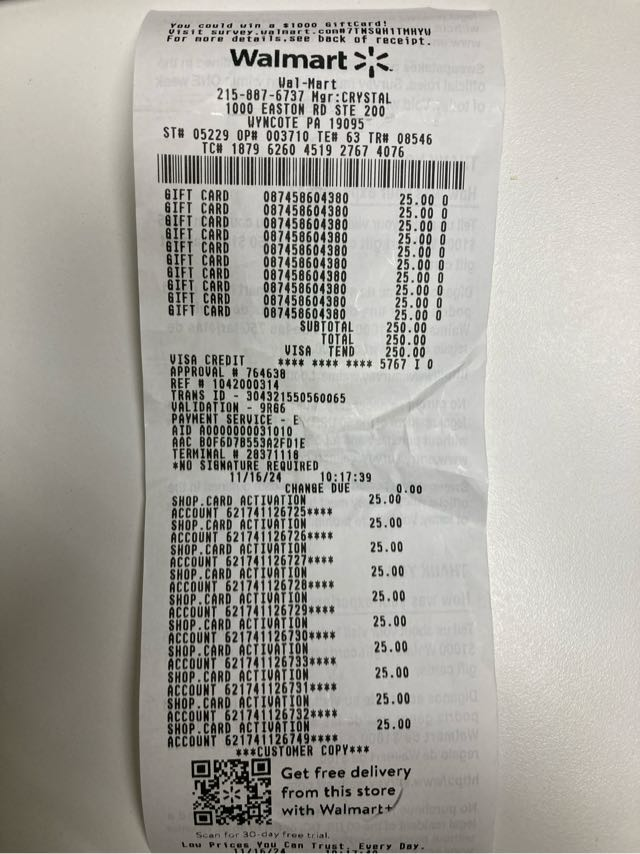 You could win a $1000 GiftCard!
Visit survey.walmart.com#7TNSQH1TMHYU
For more details,see back of receipt.
Walmart
Wal-Mart
215-887-6737 Mgr:CRYSTAL
1000 EASTON RD STE 200
WYNCOTE PA 19095
ST# 05229 OP# 003710 TE# 63 TR# 08546
TC# 1879 6260 4519 2767 4076
GIFT CARD 087458604380 25.00 O
GIFT CARD 087458604380 25.00 O
GIFT CARD 087458604380 25.00 O
GIFT CARD 087458604380 25.00 O
GIFT CARD 087458604380 25.00 O
GIFT CARD 087458604380 25.00 O
GIFT CARD 087458604380 25.00 O
GIFT CARD 087458604380 25.00 O
GIFT CARD 087458604380 25.00 O
GIFT CARD 087458604380 25.00 O
SUBTOTAL 250.00
TOTAL 250.00
VISA TEND 250.00
VISA CREDIT **** **** **** 5767 I 0
APPROVAL # 764638
REF # 1042000314
TRANS ID - 304321550560065
VALIDATION - 9R66
PAYMENT SERVICE - E
AID A0000000031010
AAC B0F6D7B553A2FD1E
TERMINAL # 28371118
*NO SIGNATURE REQUIRED
11/16/24 10:17:39
CHANGE DUE 0.00
SHOP.CARD ACTIVATION 25.00
ACCOUNT 621741126725****
SHOP.CARD ACTIVATION 25.00
ACCOUNT 621741126726****
SHOP.CARD ACTIVATION 25.00
ACCOUNT 621741126727****
SHOP.CARD ACTIVATION 25.00
ACCOUNT 621741126728****
SHOP.CARD ACTIVATION 25.00
ACCOUNT 621741126729****
SHOP.CARD ACTIVATION 25.00
ACCOUNT 621741126730****
SHOP.CARD ACTIVATION 25.00
ACCOUNT 621741126733****
SHOP.CARD ACTIVATION 25.00
ACCOUNT 621741126731****
SHOP.CARD ACTIVATION 25.00
ACCOUNT 621741126732****
SHOP.CARD ACTIVATION 25.00
ACCOUNT 621741126749****
***CUSTOMER COPY***
Get free delivery
from this store
with Walmart+
Scan for 30-day free trial.
Low Prices You Can Trust. Every Day.
11/16/24